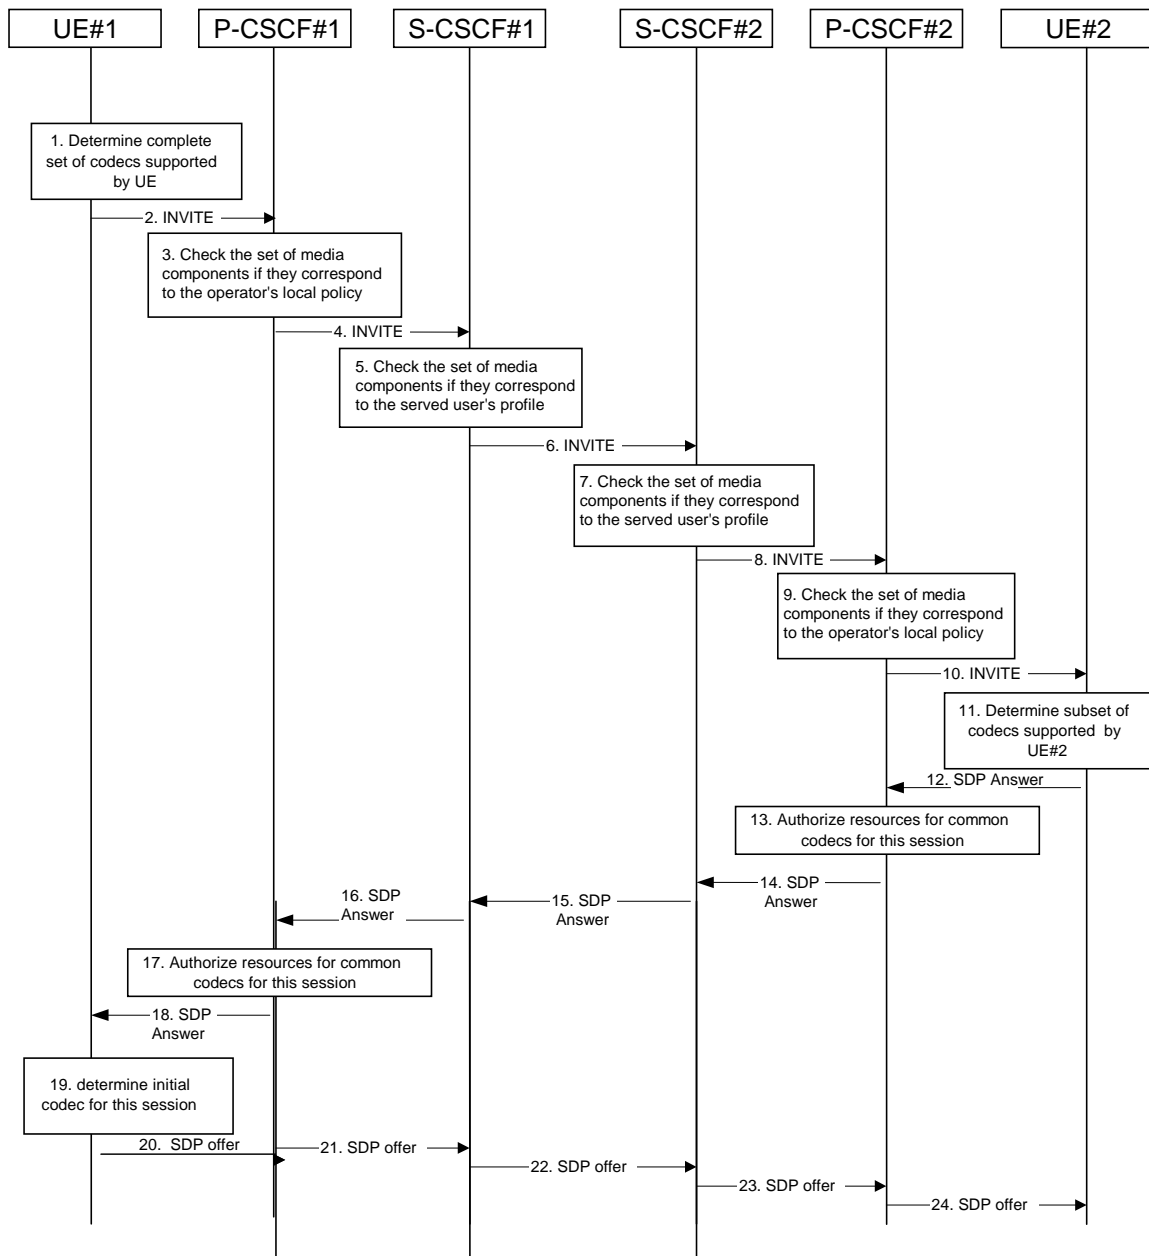 UE#1
P-CSCF#1
S-CSCF#1
S-CSCF#2
P-CSCF#2
UE#2
1. Determine complete
set of codecs supported
by UE
2. INVITE
3. Check the set of media
components if they correspond
to the operator's local policy
4. INVITE
5. Check the set of media
components if they correspond
to the served user's profile
6. INVITE
7. Check the set of media
components if they correspond
to the served user's profile
8. INVITE
9. Check the set of media
components if they correspond
to the operator's local policy
10. INVITE
11. Determine subset of
codecs supported by
UE#2
12. SDP Answer
13. Authorize resources for common
codecs for this session
14. SDP
Answer
15. SDP
Answer
16. SDP
Answer
17. Authorize resources for common
codecs for this session
18. SDP
Answer
19. determine initial
codec for this session
20. SDP offer
21. SDP offer
22. SDP offer
23. SDP offer
24. SDP offer